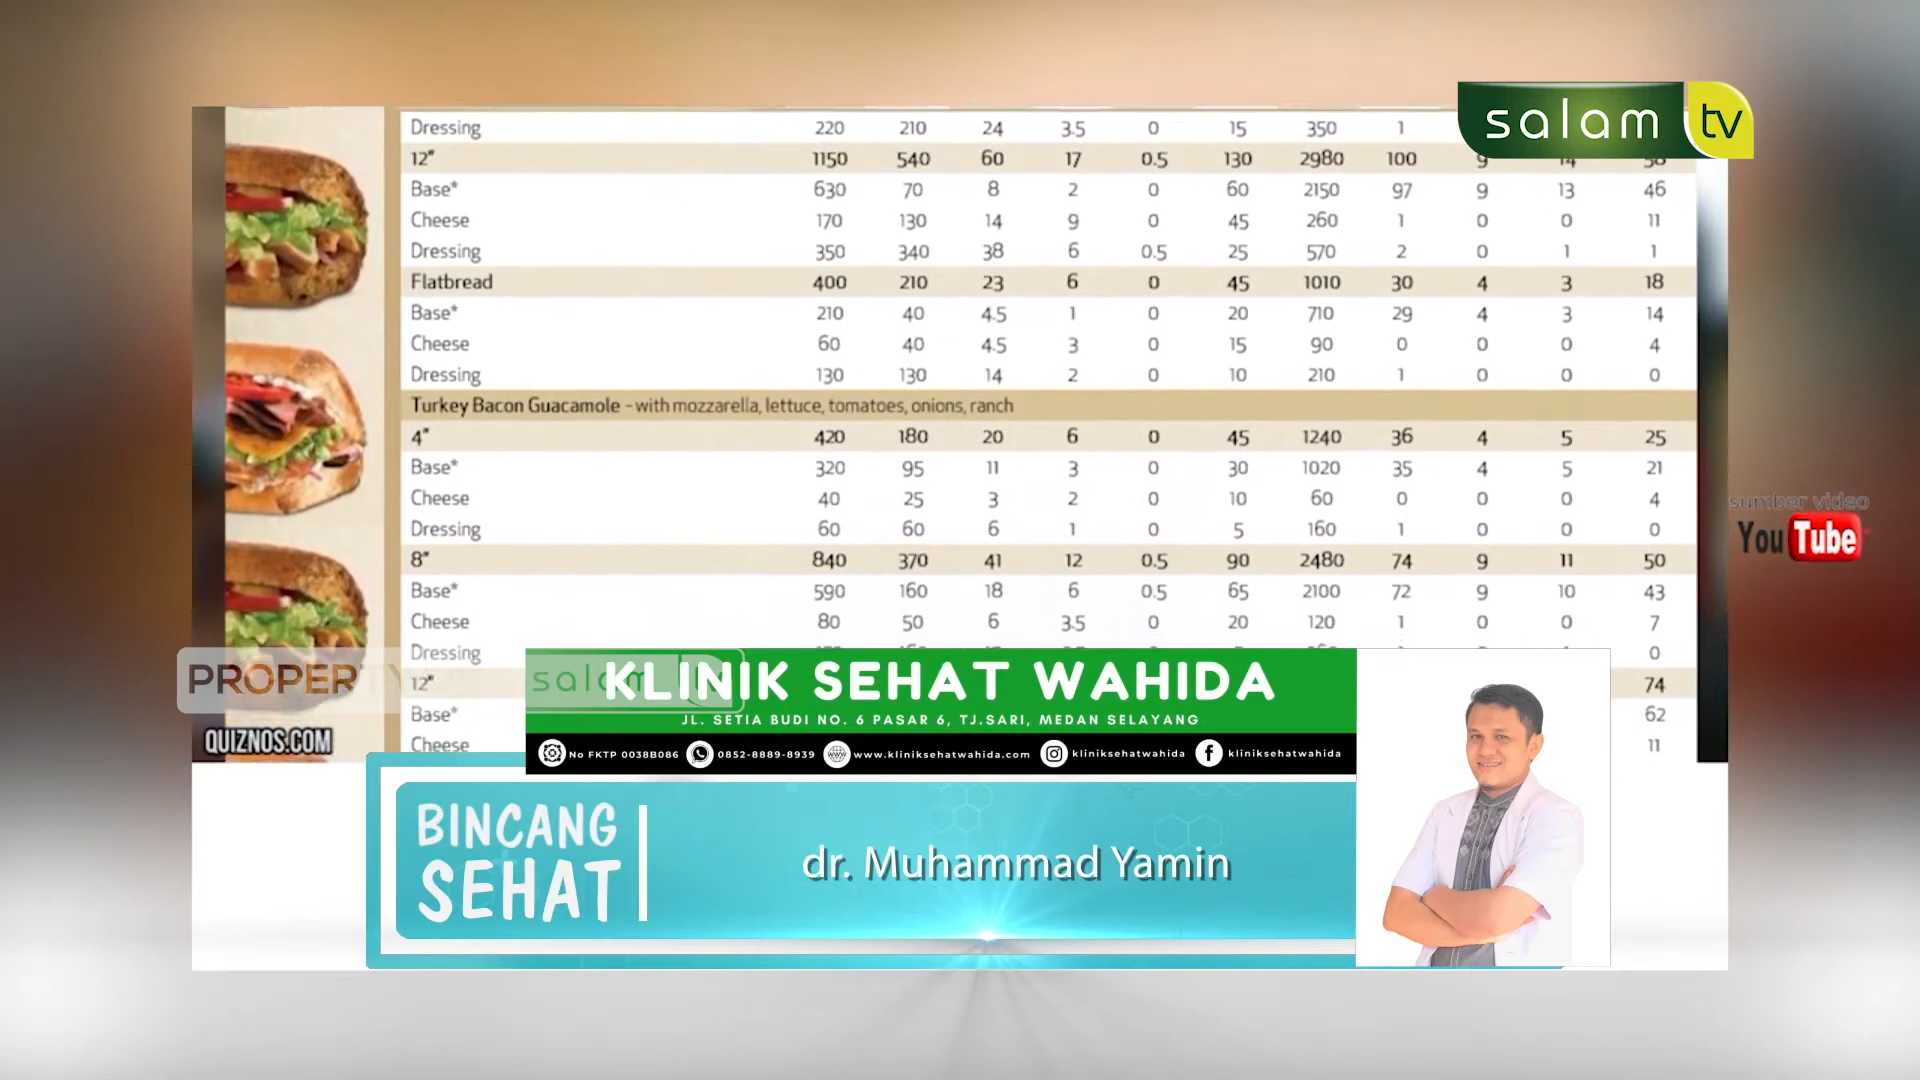 salam tv
Dressing 220 210 24 3.5 0 15 350 1
12" 1150 540 60 17 0.5 130 2980 100 9 14
Base* 630 70 8 2 0 60 2150 97 9 13 46
Cheese 170 130 14 9 0 45 260 1 0 0 11
Dressing 350 340 38 6 0.5 25 570 2 0 1 1
Flatbread 400 210 23 6 0 45 1010 30 4 3 18
Base* 210 40 4.5 1 0 20 710 29 4 3 14
Cheese 60 40 4.5 3 0 15 90 0 0 0 4
Dressing 130 130 14 2 0 10 210 1 0 0 0
Turkey Bacon Guacamole - with mozzarella, lettuce, tomatoes, onions, ranch
4" 420 180 20 6 0 45 1240 36 4 5 25
Base* 320 95 11 3 0 30 1020 35 4 5 21
Cheese 40 25 3 2 0 10 60 0 0 0 4
Dressing 60 60 6 1 0 5 160 1 0 0 0
8" 840 370 41 12 0.5 90 2480 74 9 11 50
Base* 590 160 18 6 0.5 65 2100 72 9 10 43
Cheese 80 50 6 3.5 0 20 120 1 0 0 7
Dressing 0
12" 74
Base* 62
Cheese 11
sumber video
YouTube
PROPERTY salam
QUIZNOS.COM
KLINIK SEHAT WAHIDA
JL. SETIA BUDI NO. 6 PASAR 6, TJ.SARI, MEDAN SELAYANG
No FKTP 0038B086 0852-8889-8939 www.kliniksehatwahida.com kliniksehatwahida kliniksehatwahida
BINCANG
SEHAT
dr. Muhammad Yamin